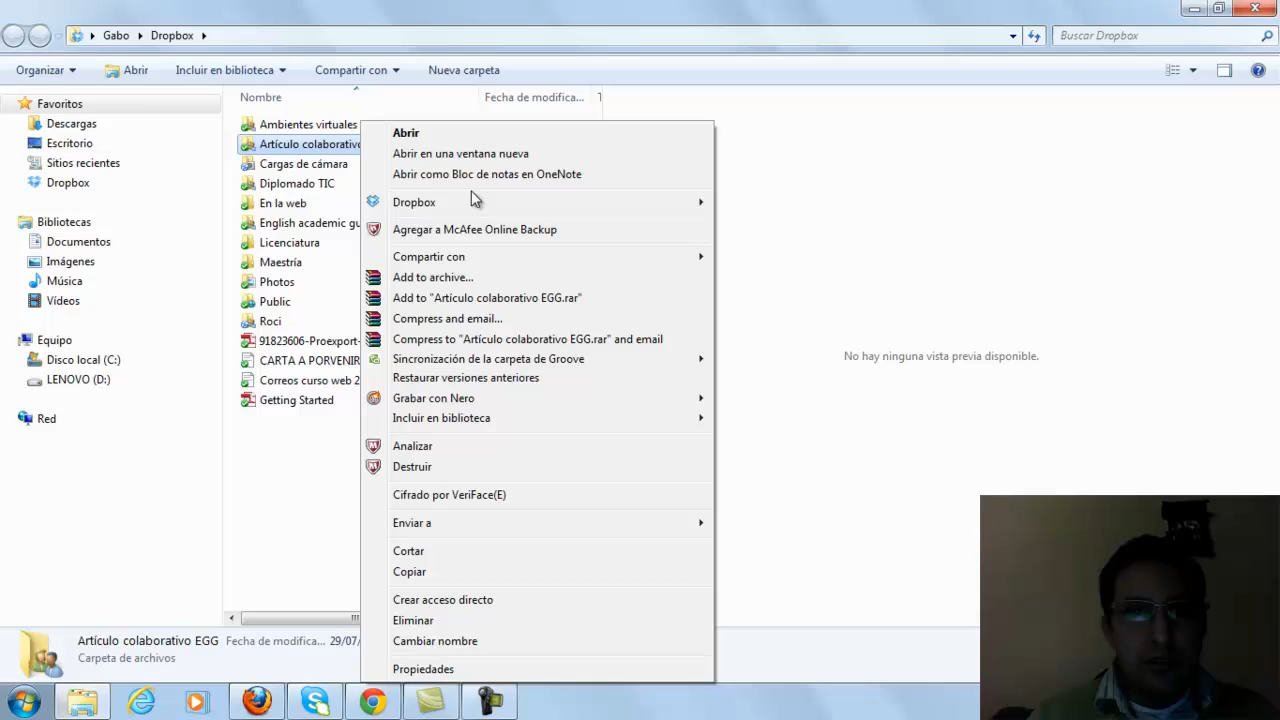 Gabo Dropbox
Buscar Dropbox
Organizar Abrir Incluir en biblioteca Compartir con Nueva carpeta
Favoritos
Descargas
Escritorio
Sitios recientes
Dropbox
Bibliotecas
Documentos
Imágenes
Música
Vídeos
Equipo
Disco local (C:)
LENOVO (D:)
Red
Nombre Fecha de modifica...
Ambientes virtuales
Artículo colaborativo
Cargas de cámara
Diplomado TIC
En la web
English academic gu
Licenciatura
Maestría
Photos
Public
Roci
91823606-Proexport-
CARTA A PORVENIR
Correos curso web 2
Getting Started
Abrir
Abrir en una ventana nueva
Abrir como Bloc de notas en OneNote
Dropbox
Agregar a McAfee Online Backup
Compartir con
Add to archive...
Add to "Artículo colaborativo EGG.rar"
Compress and email...
Compress to "Artículo colaborativo EGG.rar" and email
Sincronización de la carpeta de Groove
Restaurar versiones anteriores
Grabar con Nero
Incluir en biblioteca
Analizar
Destruir
Cifrado por VeriFace(E)
Enviar a
Cortar
Copiar
Crear acceso directo
Eliminar
Cambiar nombre
Propiedades
No hay ninguna vista previa disponible.
Artículo colaborativo EGG Fecha de modifica... 29/07/
Carpeta de archivos